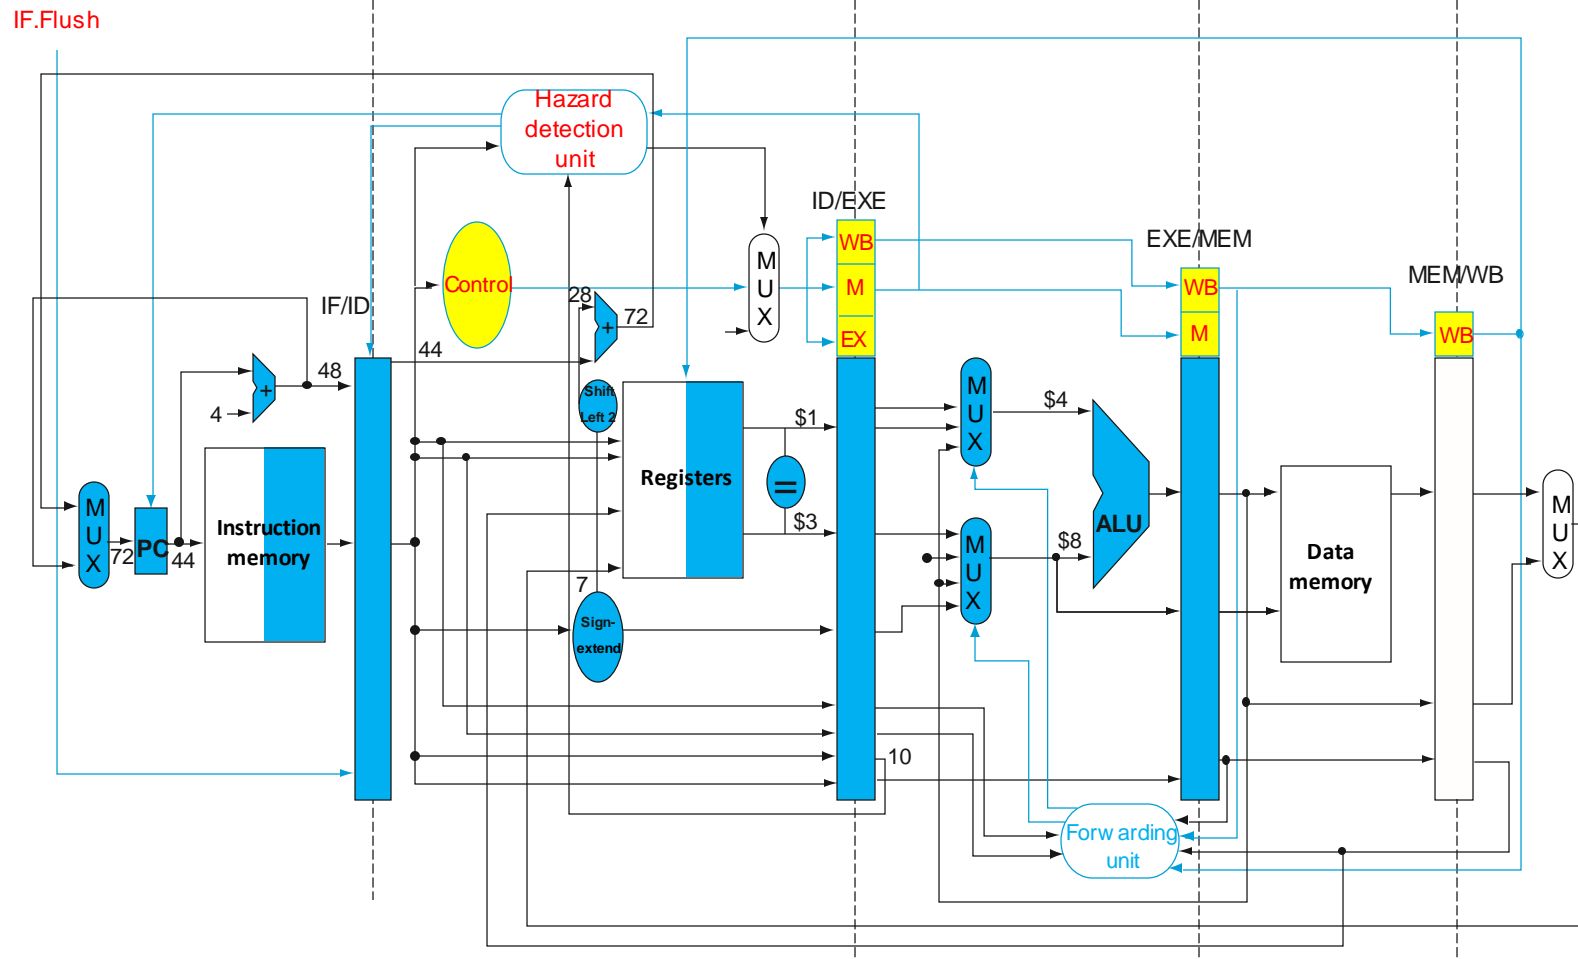 IF.Flush
Hazard
detection
unit
ID/EXE
WB
EXE/MEM
MEM/WB
M
U
X
Control
M
WB
28
IF/ID
+
72
EX
M
WB
44
48
+
4
Shift
Left 2
M
U
X
$4
$1
Registers
=
M
U
X
Instruction
memory
PC
72
44
$3
M
U
X
$8
ALU
Data
memory
M
U
X
7
Sign-
extend
10
Forw arding
unit